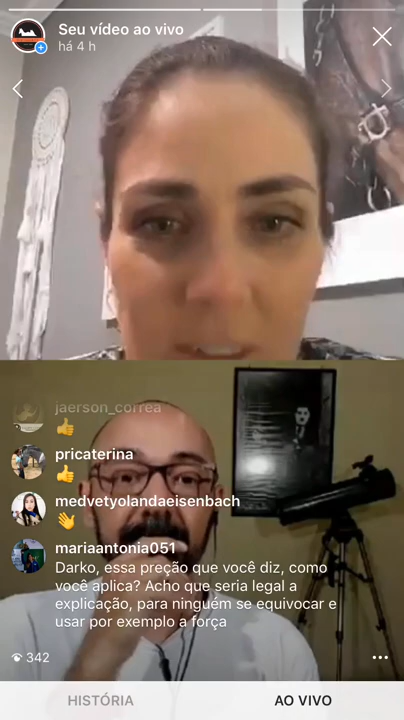 Seu vídeo ao vivo
há 4 h
jaerson_correa
👍
pricaterina
👍
medvetyolandaeisenbach
👋
mariaantonia051
Darko, essa preção que você diz, como
você aplica? Acho que seria legal a
explicação, para ninguém se equivocar e
usar por exemplo a força
342
HISTÓRIA
AO VIVO